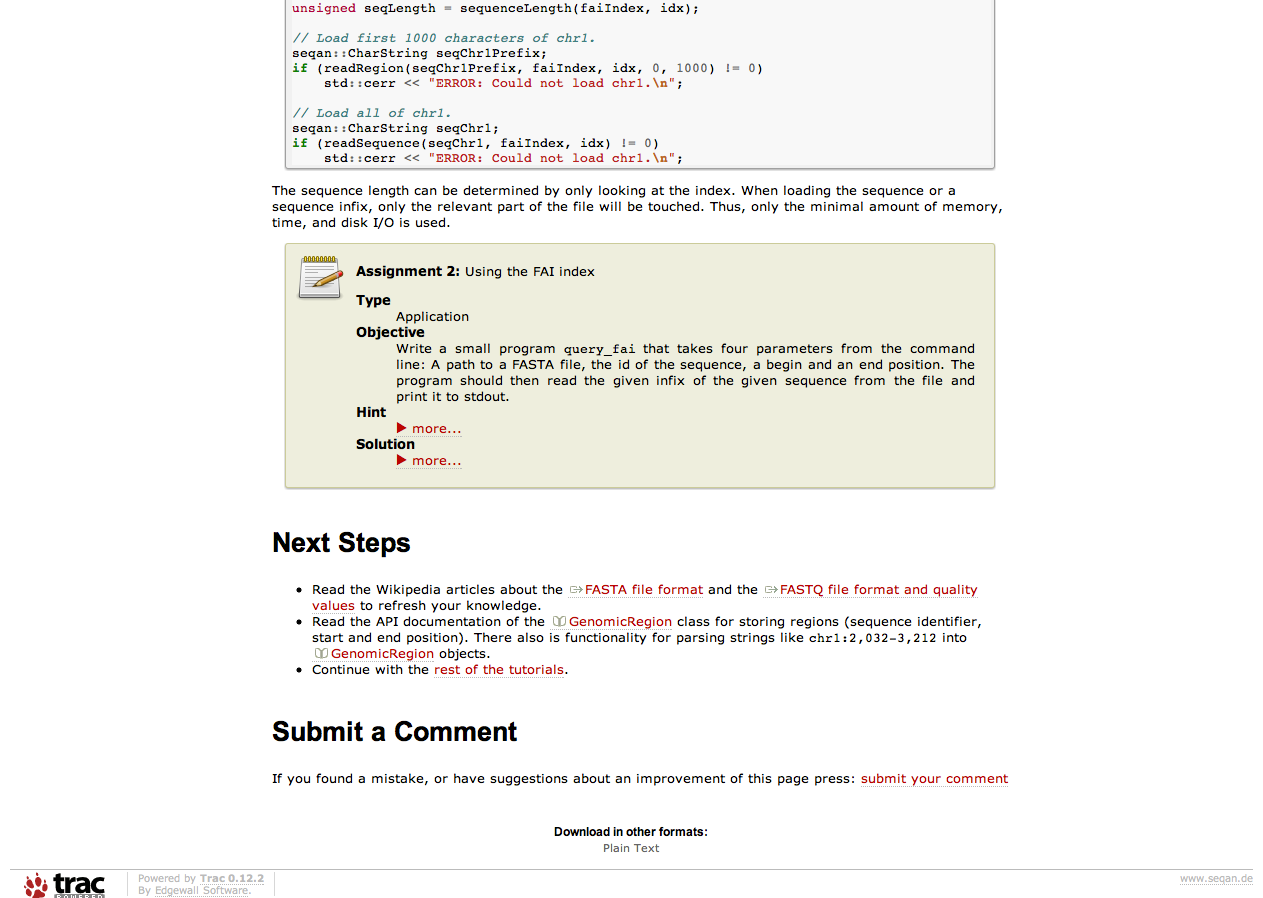 unsigned seqLength = sequenceLength(faiIndex, idx);
// Load first 1000 characters of chr1.
seqan::CharString seqChr1Prefix;
if (readRegion(seqChr1Prefix, faiIndex, idx, 0, 1000) != 0)
    std::cerr << "ERROR: Could not load chr1.\n";
// Load all of chr1.
seqan::CharString seqChr1;
if (readSequence(seqChr1, faiIndex, idx) != 0)
    std::cerr << "ERROR: Could not load chr1.\n";
The sequence length can be determined by only looking at the index. When loading the sequence or a
sequence infix, only the relevant part of the file will be touched. Thus, only the minimal amount of memory,
time, and disk I/O is used.
Assignment 2: Using the FAI index
Type
Application
Objective
Write a small program query_fai that takes four parameters from the command
line: A path to a FASTA file, the id of the sequence, a begin and an end position. The
program should then read the given infix of the given sequence from the file and
print it to stdout.
Hint
▶ more...
Solution
▶ more...
Next Steps
• Read the Wikipedia articles about the FASTA file format and the FASTQ file format and quality
values to refresh your knowledge.
• Read the API documentation of the GenomicRegion class for storing regions (sequence identifier,
start and end position). There also is functionality for parsing strings like chr1:2,032-3,212 into
GenomicRegion objects.
• Continue with the rest of the tutorials.
Submit a Comment
If you found a mistake, or have suggestions about an improvement of this page press: submit your comment
Download in other formats:
Plain Text
trac
POWERED
Powered by Trac 0.12.2
By Edgewall Software.
www.seqan.de